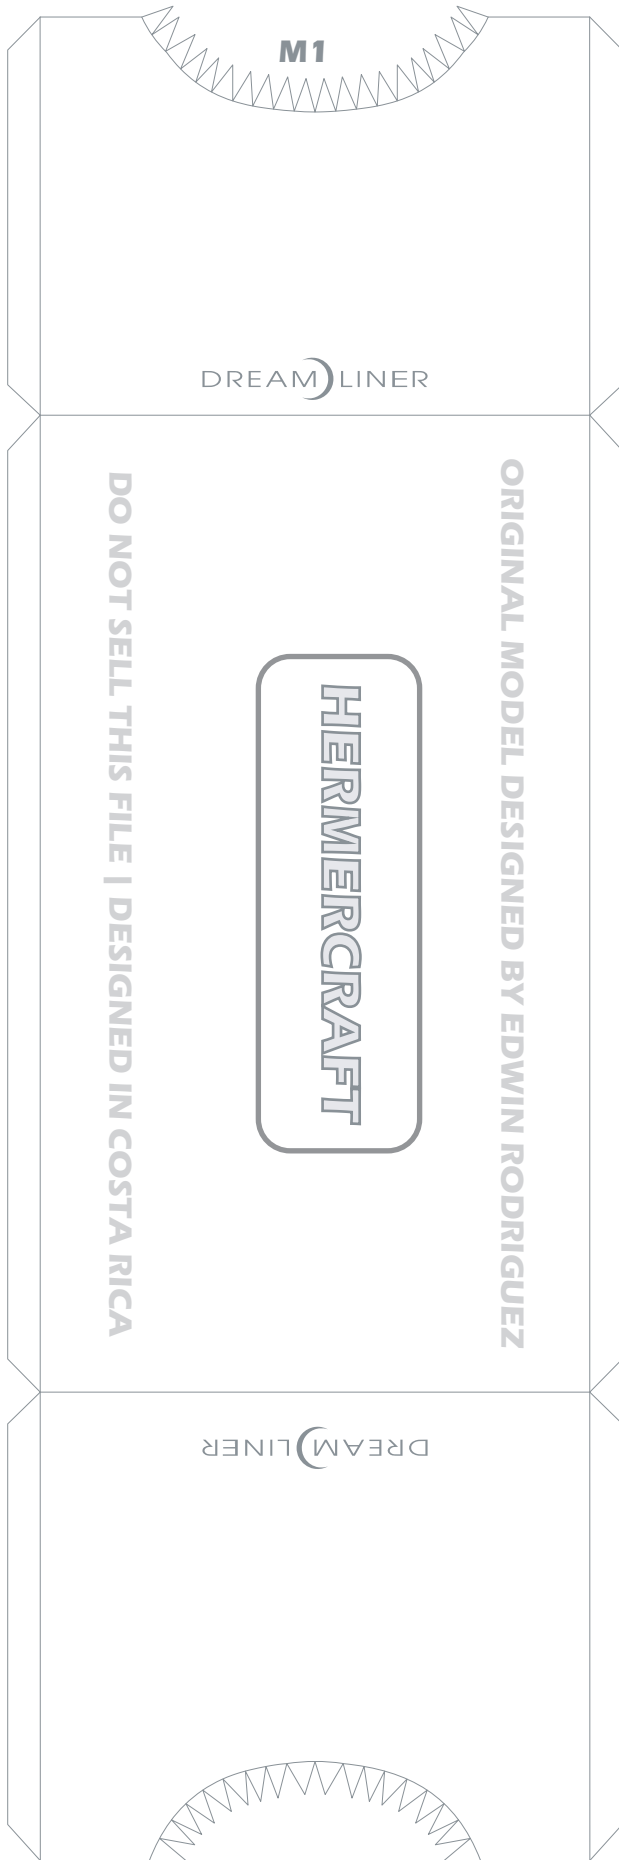 M1
DREAM LINER
ORIGINAL MODEL DESIGNED BY EDWIN RODRIGUEZ
HERMERCRAFT
DO NOT SELL THIS FILE | DESIGNED IN COSTA RICA
DREAM LINER